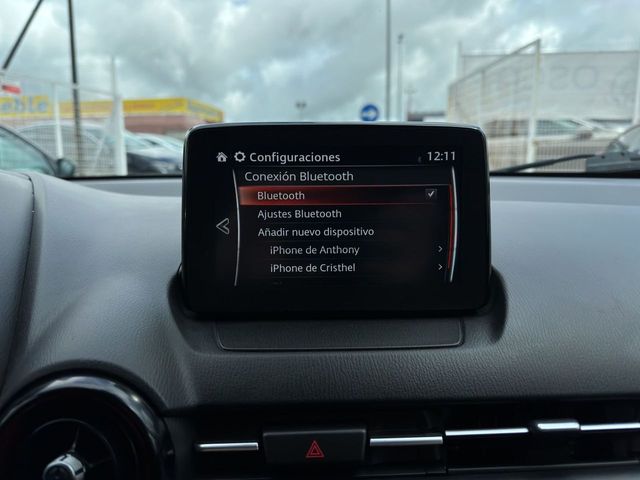 Configuraciones
12:11
Conexión Bluetooth
Bluetooth
Ajustes Bluetooth
Añadir nuevo dispositivo
iPhone de Anthony
iPhone de Cristhel